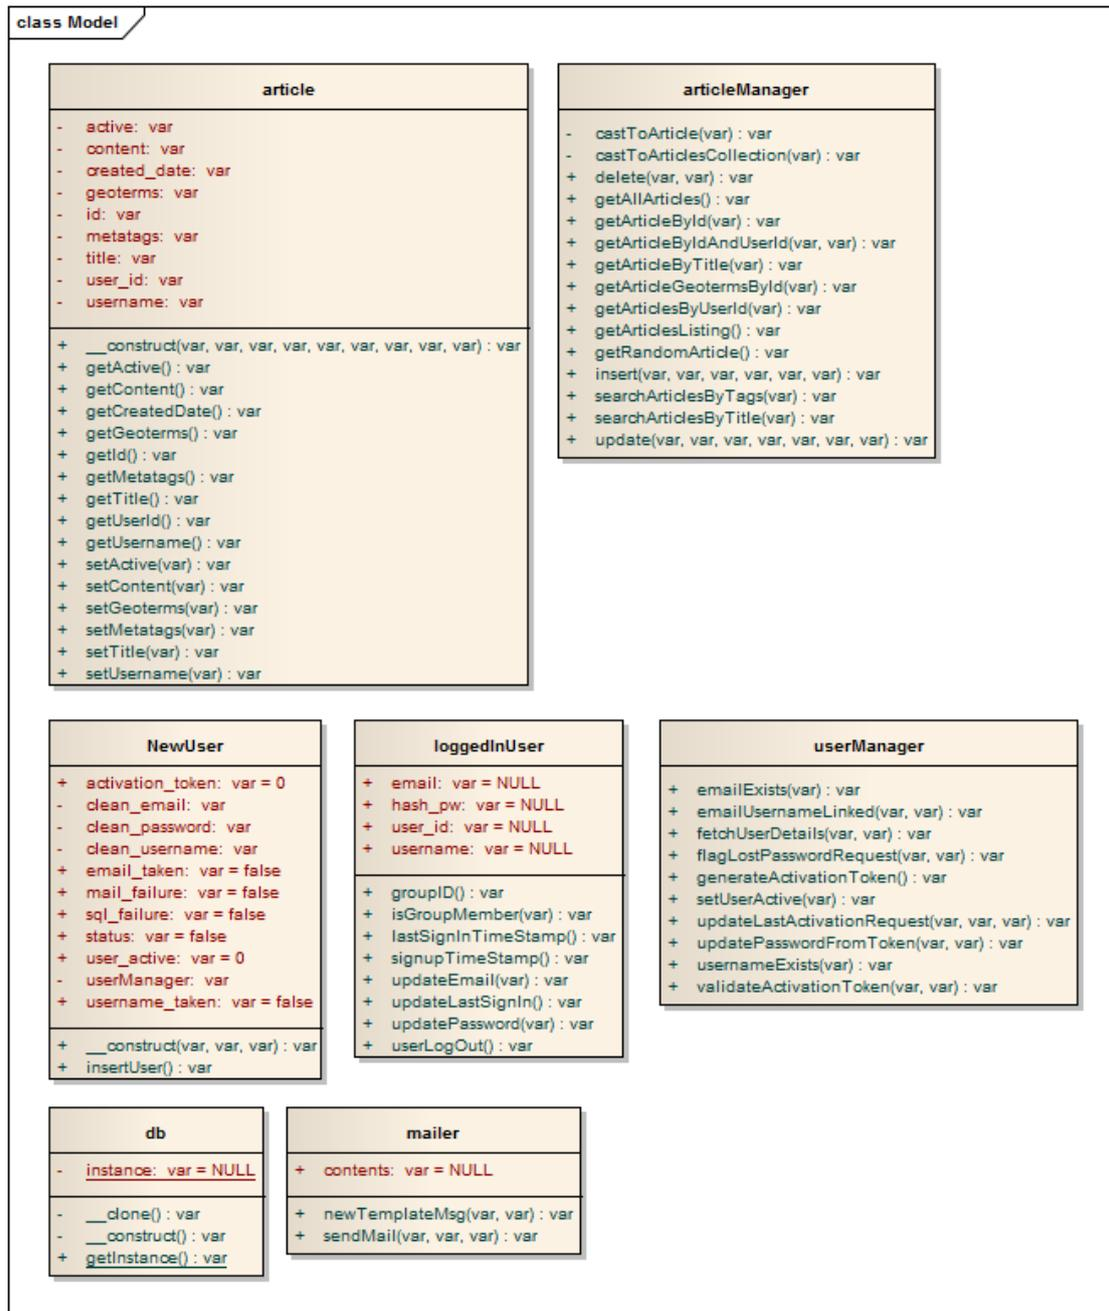 class Model
article
- active: var
- content: var
- created_date: var
- geoterms: var
- id: var
- metatags: var
- title: var
- user_id: var
- username: var
+ __construct(var, var, var, var, var, var, var, var, var) : var
+ getActive() : var
+ getContent() : var
+ getCreatedDate() : var
+ getGeoterms() : var
+ getId() : var
+ getMetatags() : var
+ getTitle() : var
+ getUserId() : var
+ getUsername() : var
+ setActive(var) : var
+ setContent(var) : var
+ setGeoterms(var) : var
+ setMetatags(var) : var
+ setTitle(var) : var
+ setUsername(var) : var
articleManager
- castToArticle(var) : var
- castToArticlesCollection(var) : var
+ delete(var, var) : var
+ getAllArticles() : var
+ getArticleById(var) : var
+ getArticleByIdAndUserId(var, var) : var
+ getArticleByTitle(var) : var
+ getArticleGeotermsById(var) : var
+ getArticlesByUserId(var) : var
+ getArticlesListing() : var
+ getRandomArticle() : var
+ insert(var, var, var, var, var, var) : var
+ searchArticlesByTags(var) : var
+ searchArticlesByTitle(var) : var
+ update(var, var, var, var, var, var, var) : var
NewUser
+ activation_token: var = 0
- clean_email: var
- clean_password: var
- clean_username: var
+ email_taken: var = false
+ mail_failure: var = false
+ sql_failure: var = false
+ status: var = false
+ user_active: var = 0
- userManager: var
+ username_taken: var = false
+ __construct(var, var, var) : var
+ insertUser() : var
loggedInUser
+ email: var = NULL
+ hash_pw: var = NULL
+ user_id: var = NULL
+ username: var = NULL
+ groupID() : var
+ isGroupMember(var) : var
+ lastSignInTimeStamp() : var
+ signupTimeStamp() : var
+ updateEmail(var) : var
+ updateLastSignIn() : var
+ updatePassword(var) : var
+ userLogOut() : var
userManager
+ emailExists(var) : var
+ emailUsernameLinked(var, var) : var
+ fetchUserDetails(var, var) : var
+ flagLostPasswordRequest(var, var) : var
+ generateActivationToken() : var
+ setUserActive(var) : var
+ updateLastActivationRequest(var, var, var) : var
+ updatePasswordFromToken(var, var) : var
+ usernameExists(var) : var
+ validateActivationToken(var, var) : var
db
- instance: var = NULL
- __clone() : var
- __construct() : var
+ getInstance() : var
mailer
+ contents: var = NULL
+ newTemplateMsg(var, var) : var
+ sendMail(var, var, var) : var